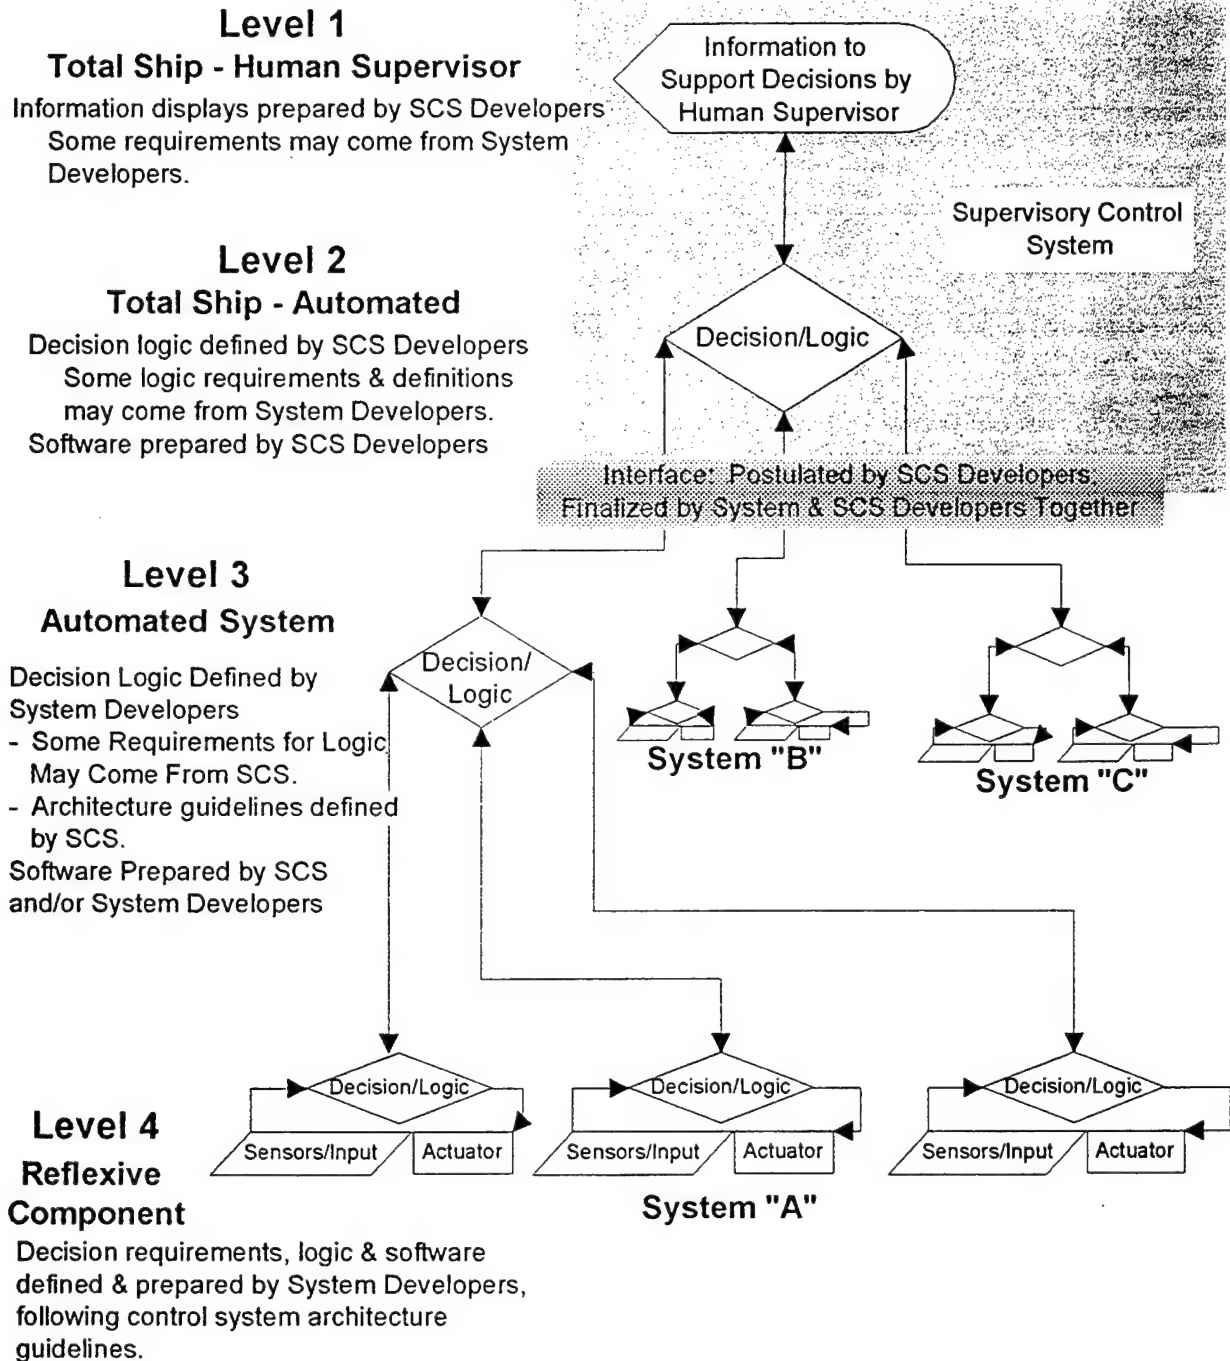 Level 1
Total Ship - Human Supervisor
Information displays prepared by SCS Developers
Some requirements may come from System
Developers.
Information to
Support Decisions by
Human Supervisor
Supervisory Control
System
Level 2
Total Ship - Automated
Decision logic defined by SCS Developers
Some logic requirements & definitions
may come from System Developers.
Software prepared by SCS Developers
Decision/Logic
Interface: Postulated by SCS Developers,
Finalized by System & SCS Developers Together
Level 3
Automated System
Decision Logic Defined by
System Developers
- Some Requirements for Logic
May Come From SCS.
- Architecture guidelines defined
by SCS.
Software Prepared by SCS
and/or System Developers
Decision/
Logic
System "B"
System "C"
Decision/Logic
Decision/Logic
Decision/Logic
Sensors/Input
Actuator
Sensors/Input
Actuator
Sensors/Input
Actuator
System "A"
Level 4
Reflexive
Component
Decision requirements, logic & software
defined & prepared by System Developers,
following control system architecture
guidelines.